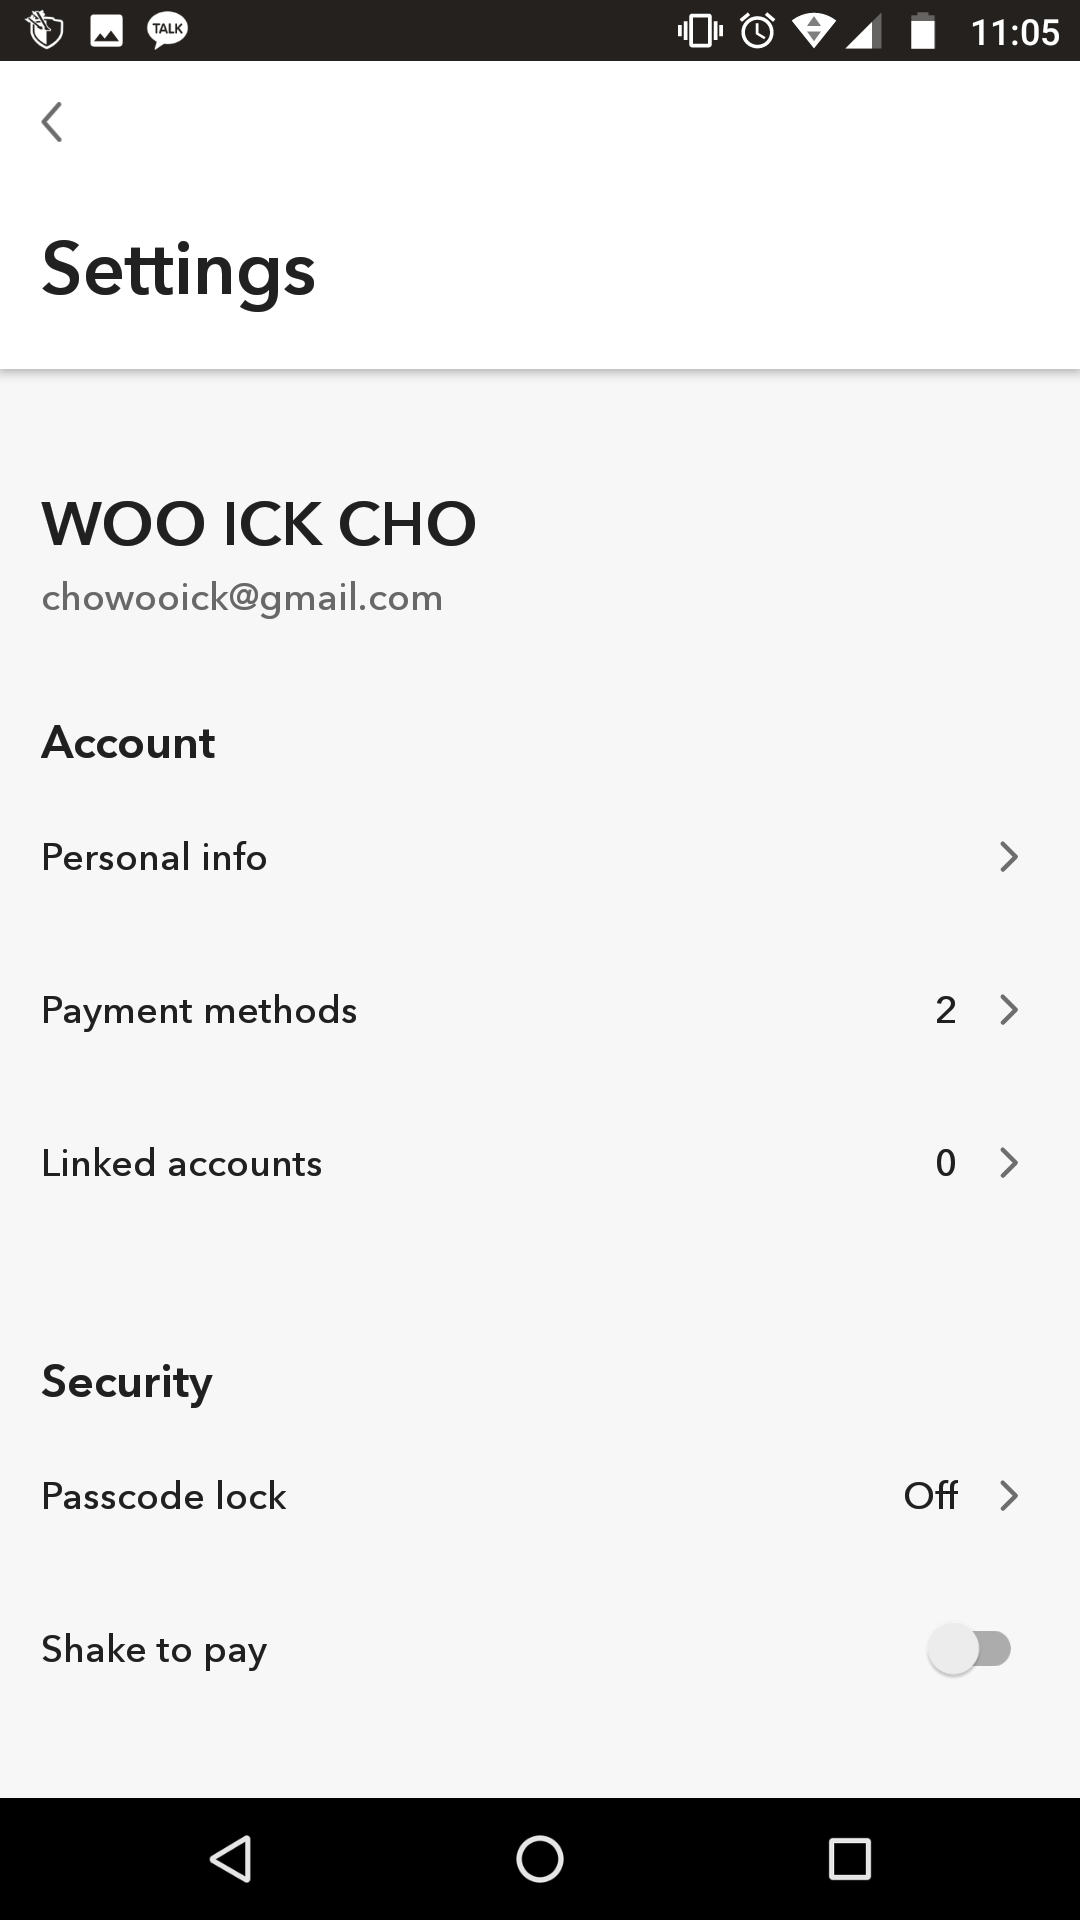 TALK
11:05
Settings
WOO ICK CHO
chowooick@gmail.com
Account
Personal info
Payment methods 2
Linked accounts 0
Security
Passcode lock Off
Shake to pay